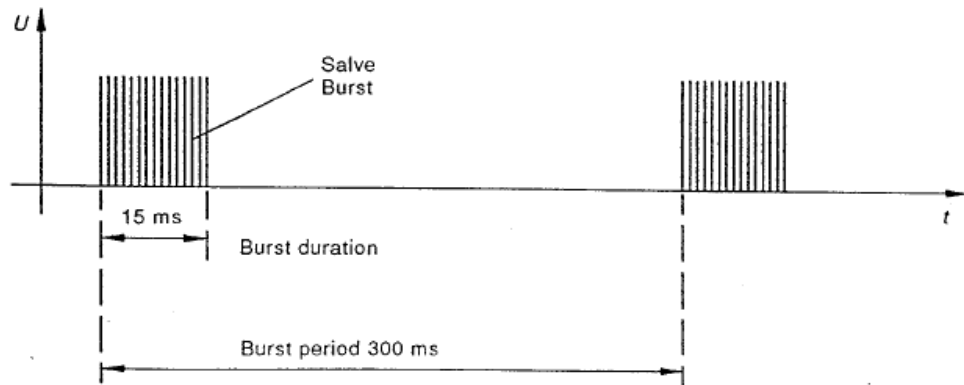 U
Salve
Burst
15 ms
t
Burst duration
Burst period 300 ms